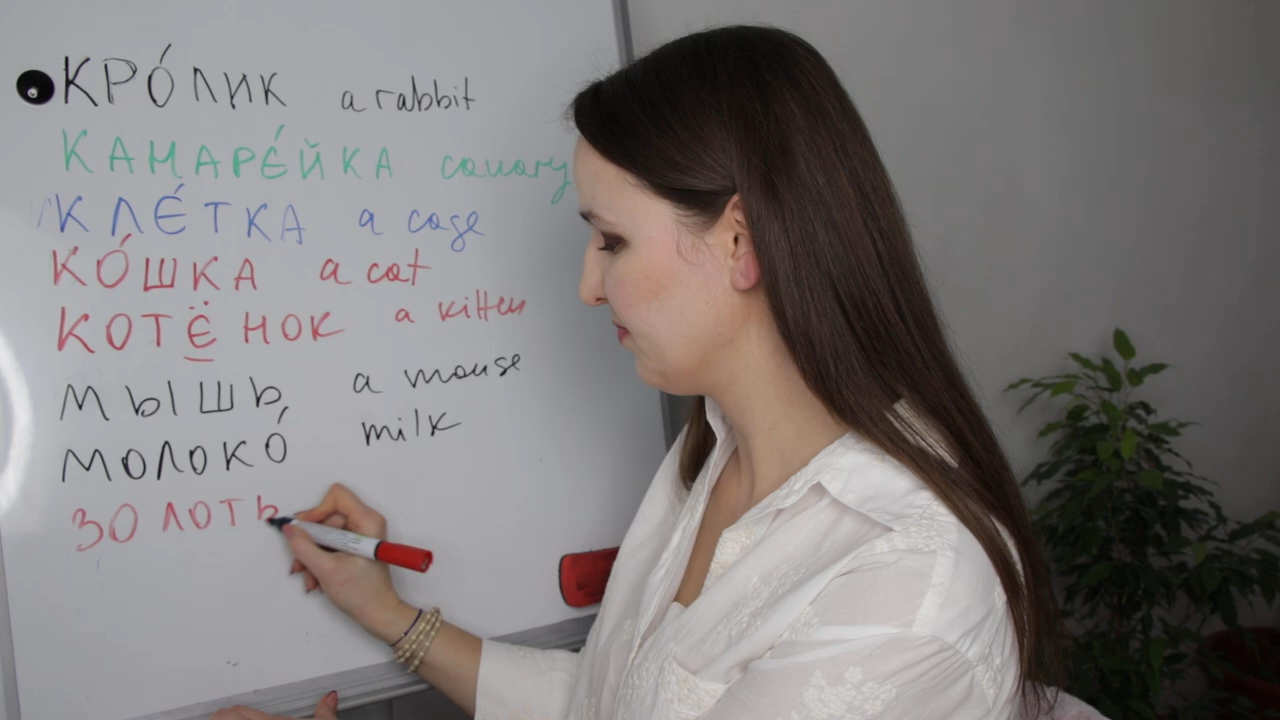 КРО́ЛИК a rabbit
КАНАРЕ́ЙКА canary
КЛЕ́ТКА a cage
КО́ШКА a cat
КОТЁНОК a kitten
МЫШЬ a mouse
МОЛОКО́ milk
ЗОЛОТЬ